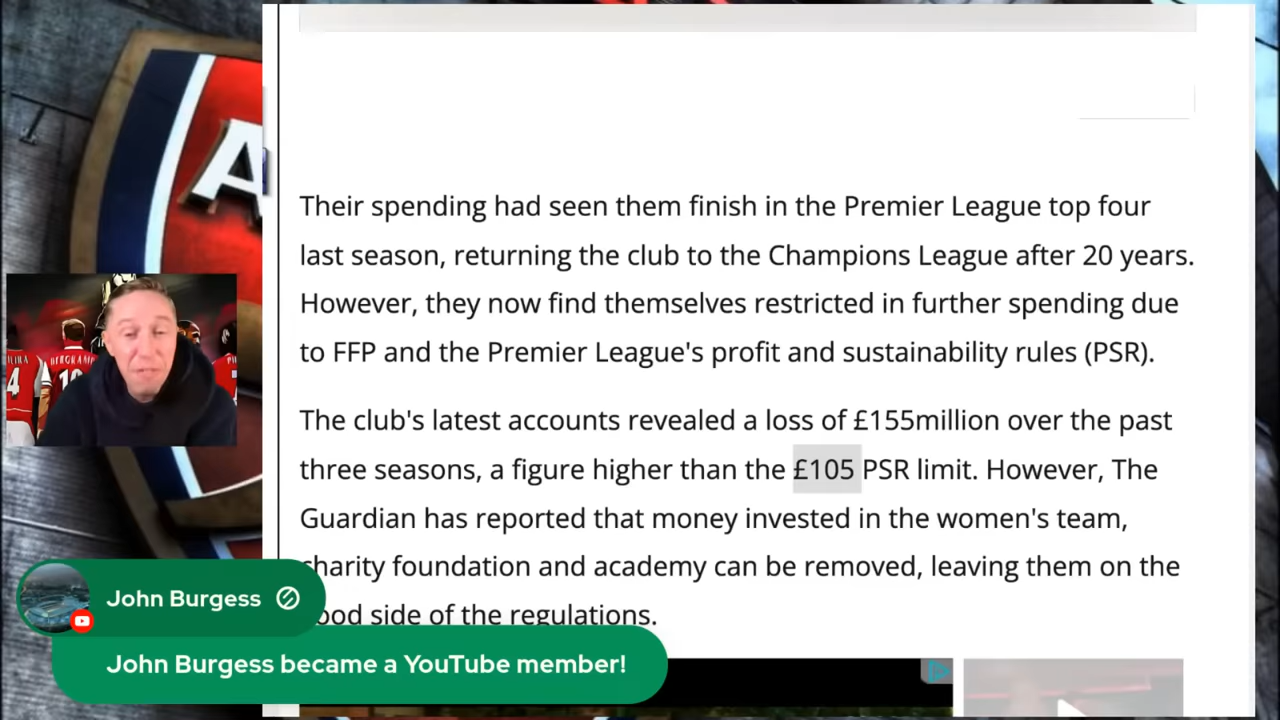 Their spending had seen them finish in the Premier League top four
last season, returning the club to the Champions League after 20 years.
However, they now find themselves restricted in further spending due
to FFP and the Premier League's profit and sustainability rules (PSR).
The club's latest accounts revealed a loss of £155million over the past
three seasons, a figure higher than the £105 PSR limit. However, The
Guardian has reported that money invested in the women's team,
charity foundation and academy can be removed, leaving them on the
good side of the regulations.
A
4
BERGKAMP
10
John Burgess
John Burgess became a YouTube member!